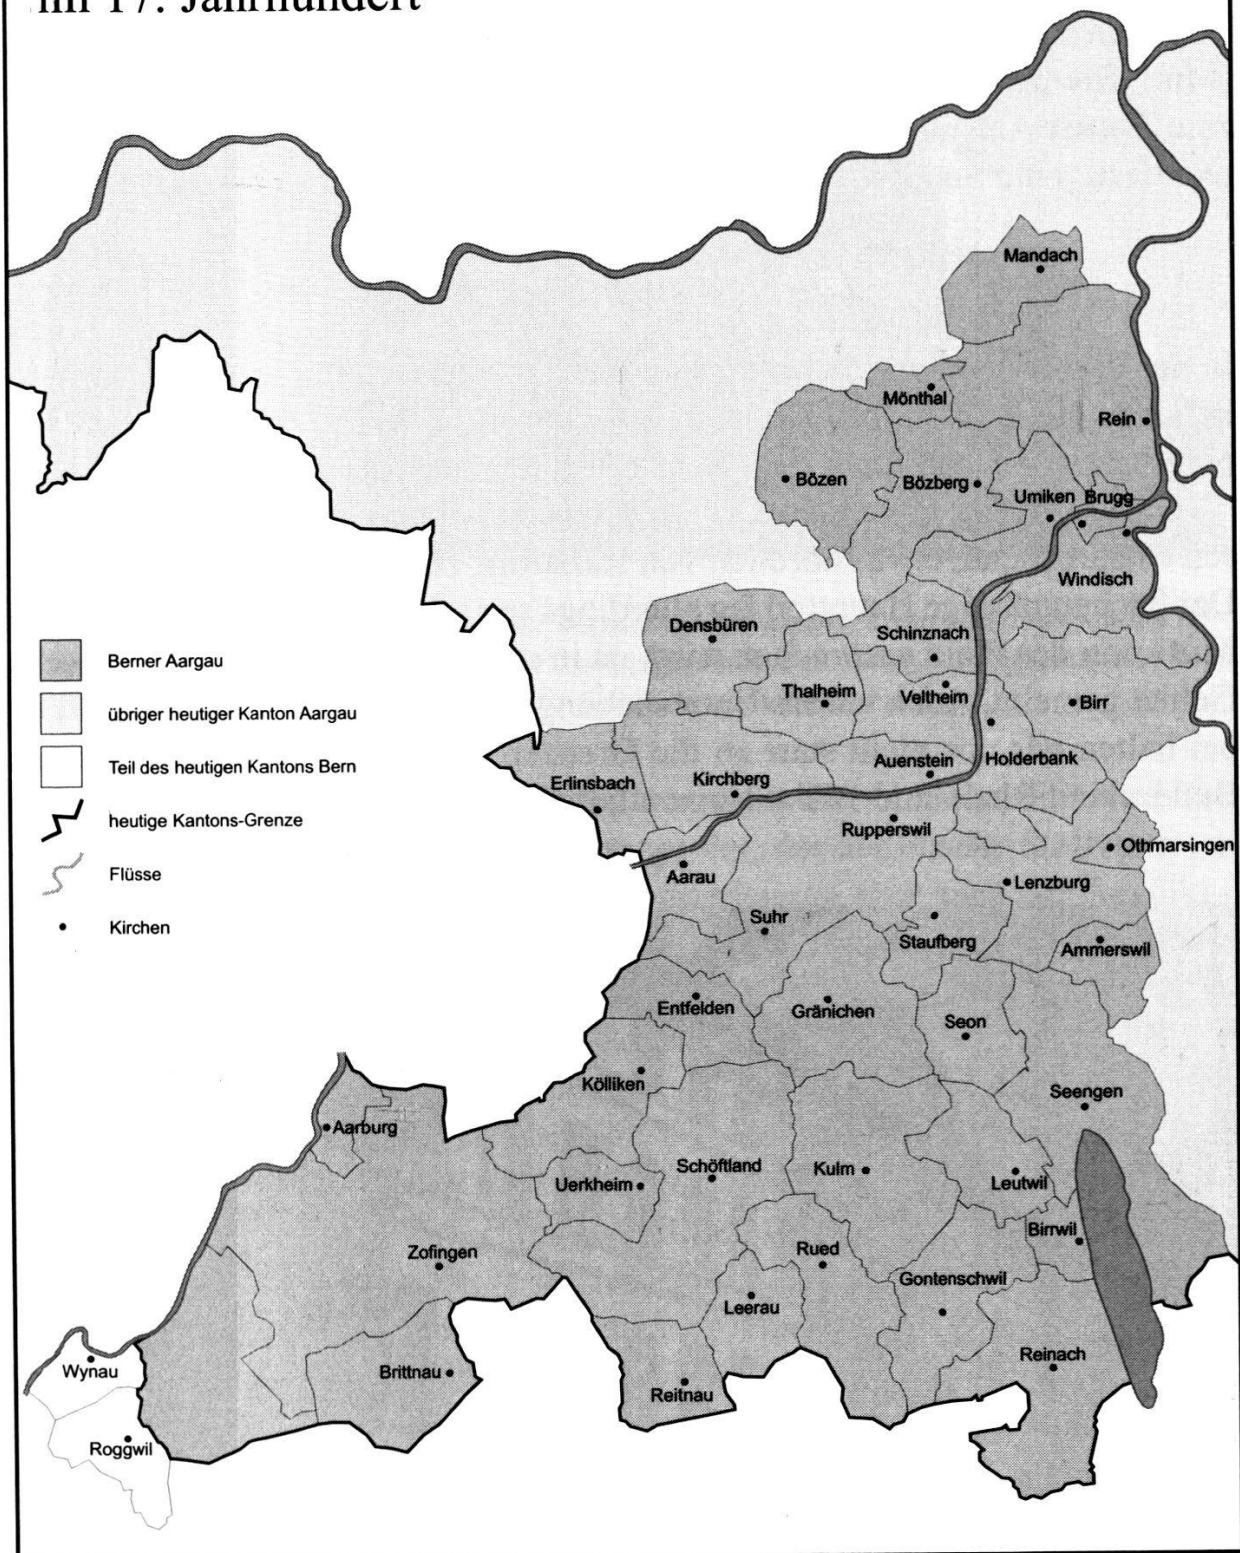 im 17. Jahrhundert
Mandach
Mönthal
Rein
Bözen
Bözberg
Umiken
Brugg
Windisch
Densbüren
Schinznach
Thalheim
Veltheim
Birr
Berner Aargau
übriger heutiger Kanton Aargau
Teil des heutigen Kantons Bern
heutige Kantons-Grenze
Flüsse
Kirchen
Auenstein
Holderbank
Erlinsbach
Kirchberg
Rupperswil
Othmarsingen
Aarau
Lenzburg
Suhr
Staufberg
Ammerswil
Entfelden
Gränichen
Seon
Kölliken
Seengen
Aarburg
Schöftland
Kulm
Uerkheim
Leutwil
Birrwil
Zofingen
Rued
Gontenschwil
Leerau
Reinach
Wynau
Brittnau
Reitnau
Roggwil